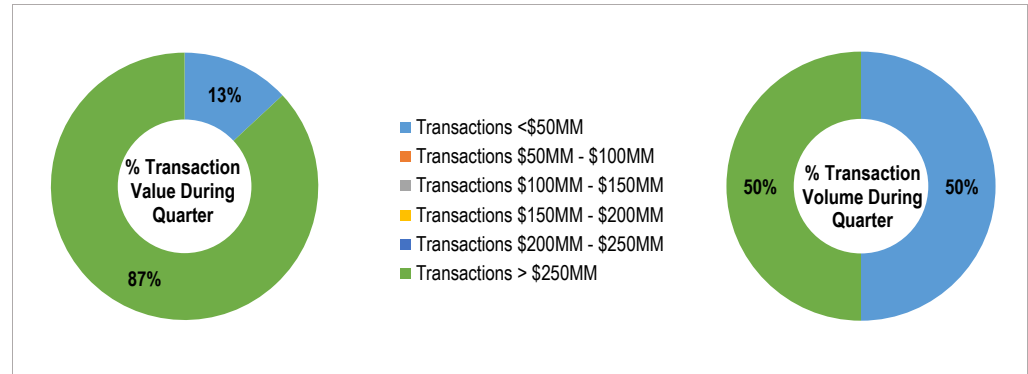 13%
% Transaction
Value During
Quarter
87%
Transactions <$50MM
Transactions $50MM - $100MM
Transactions $100MM - $150MM
Transactions $150MM - $200MM
Transactions $200MM - $250MM
Transactions > $250MM
50%
% Transaction
Volume During
Quarter
50%